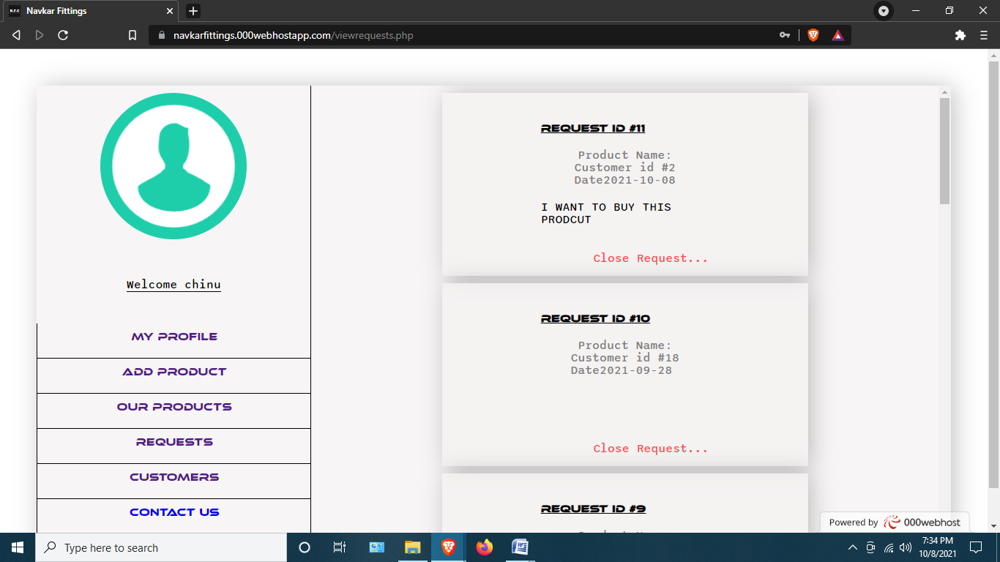 N.F.C
Navkar Fittings
navkarfittings.000webhostapp.com/viewrequests.php
Welcome chinu
MY PROFILE
ADD PRODUCT
OUR PRODUCTS
REQUESTS
CUSTOMERS
CONTACT US
REQUEST ID #11
Product Name:
Customer id #2
Date2021-10-08
I WANT TO BUY THIS
PRODCUT
Close Request...
REQUEST ID #10
Product Name:
Customer id #18
Date2021-09-28
Close Request...
REQUEST ID #9
Powered by 000webhost
Type here to search
7:34 PM
10/8/2021